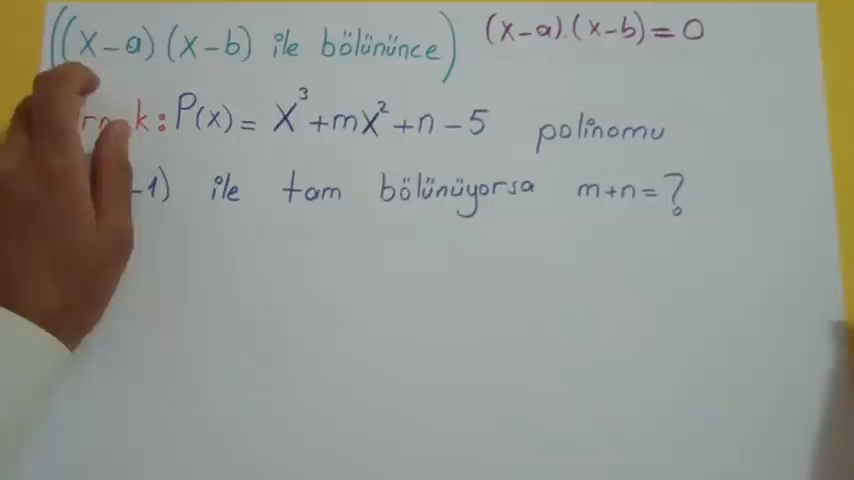 ((x-a)(x-b) ile bölününce) (x-a).(x-b)=0
P(x)= x³+mx²+n-5 polinomu
-1) ile tam bölünüyorsa m+n=?